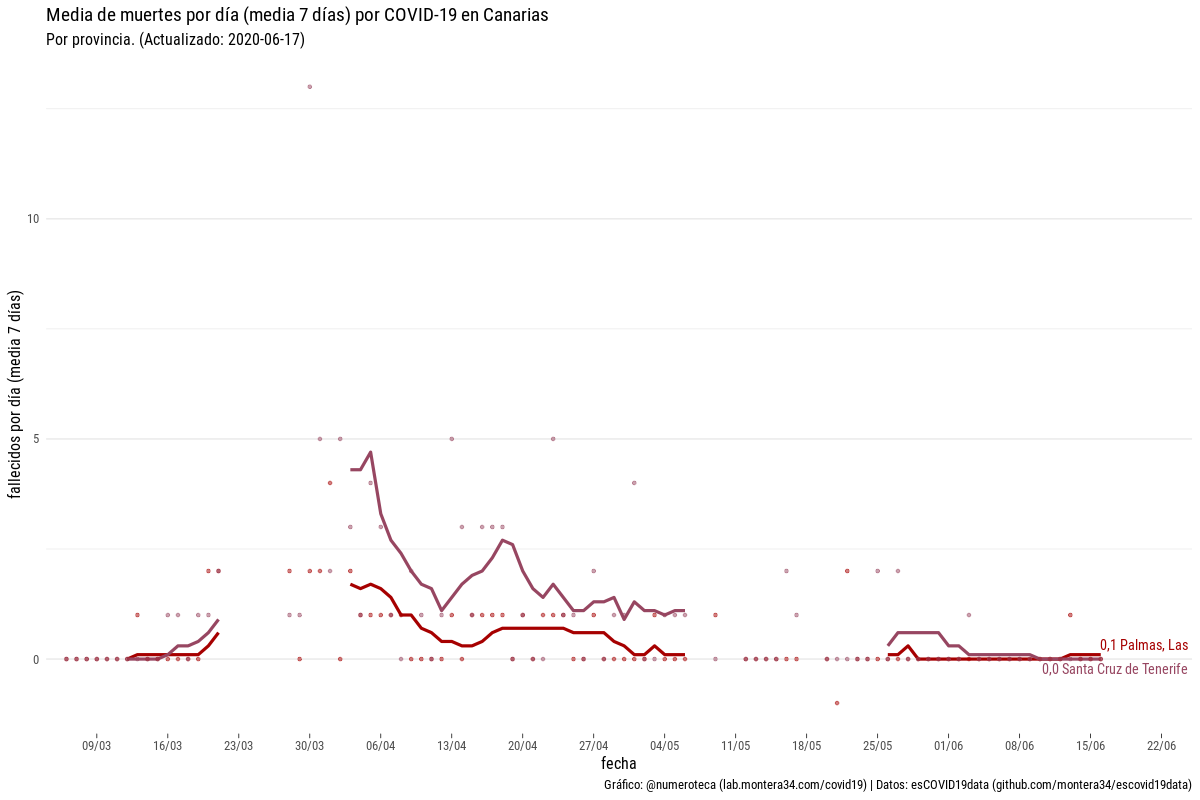 Media de muertes por día (media 7 días) por COVID-19 en Canarias
Por provincia. (Actualizado: 2020-06-17)
fallecidos por día (media 7 días)
10
5
0
0,1 Palmas, Las
0,0 Santa Cruz de Tenerife
09/03 16/03 23/03 30/03 06/04 13/04 20/04 27/04 04/05 11/05 18/05 25/05 01/06 08/06 15/06 22/06
fecha
Gráfico: @numeroteca (lab.montera34.com/covid19) | Datos: esCOVID19data (github.com/montera34/escovid19data)